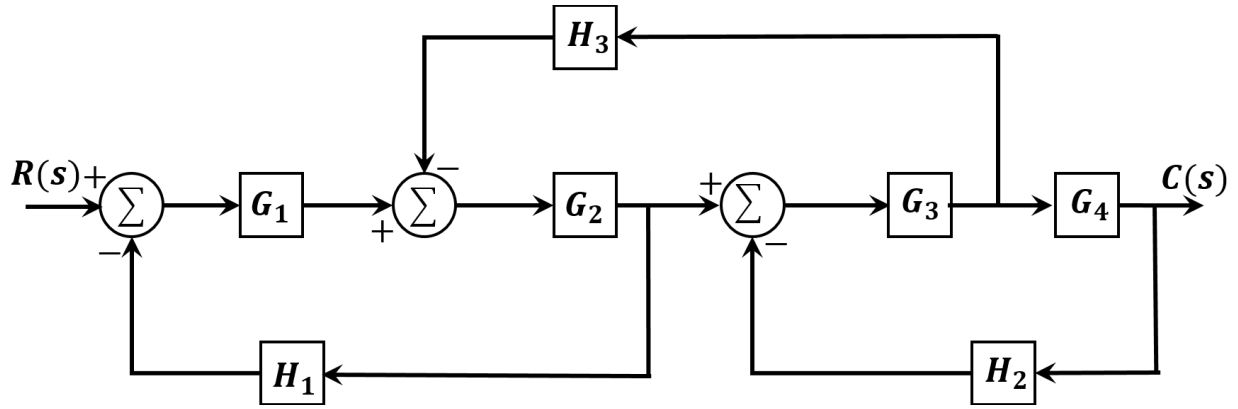 H₃
R(s) + − − + C(s)
∑ G₁ + ∑ G₂ ∑ G₃ G₄
− −
H₁ H₂